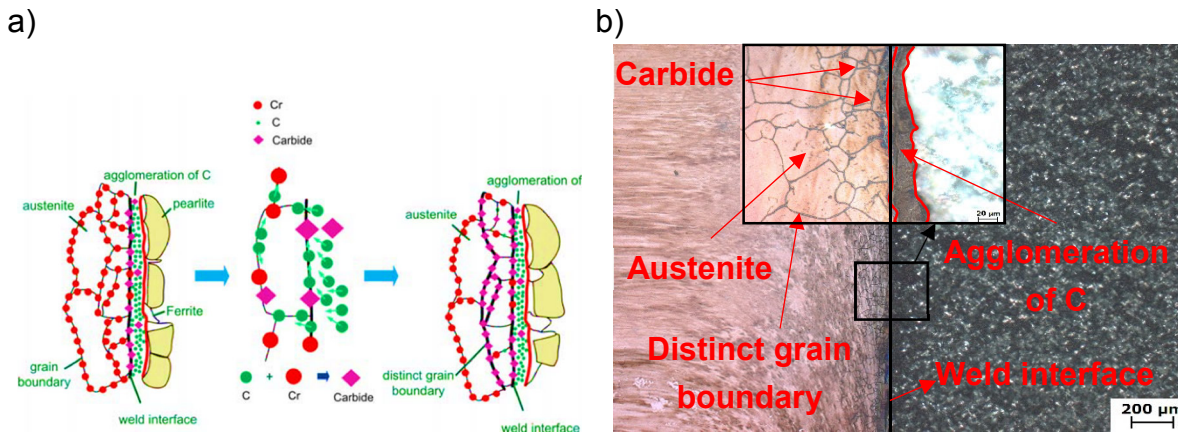 a)
Cr
C
Carbide
agglomeration of C
austenite
pearlite
Ferrite
grain
boundary
weld interface
C + Cr Carbide
agglomeration of
austenite
distinct grain
boundary
weld interface
b)
Carbide
20 µm
Austenite
Agglomeration
of C
Distinct grain
boundary
Weld interface
200 µm